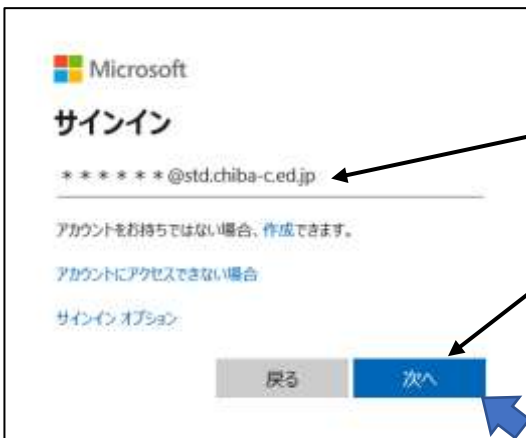 Microsoft
サインイン
＊＊＊＊＊＊@std.chiba-c.ed.jp
アカウントをお持ちではない場合、作成できます。
アカウントにアクセスできない場合
サインイン オプション
戻る
次へ